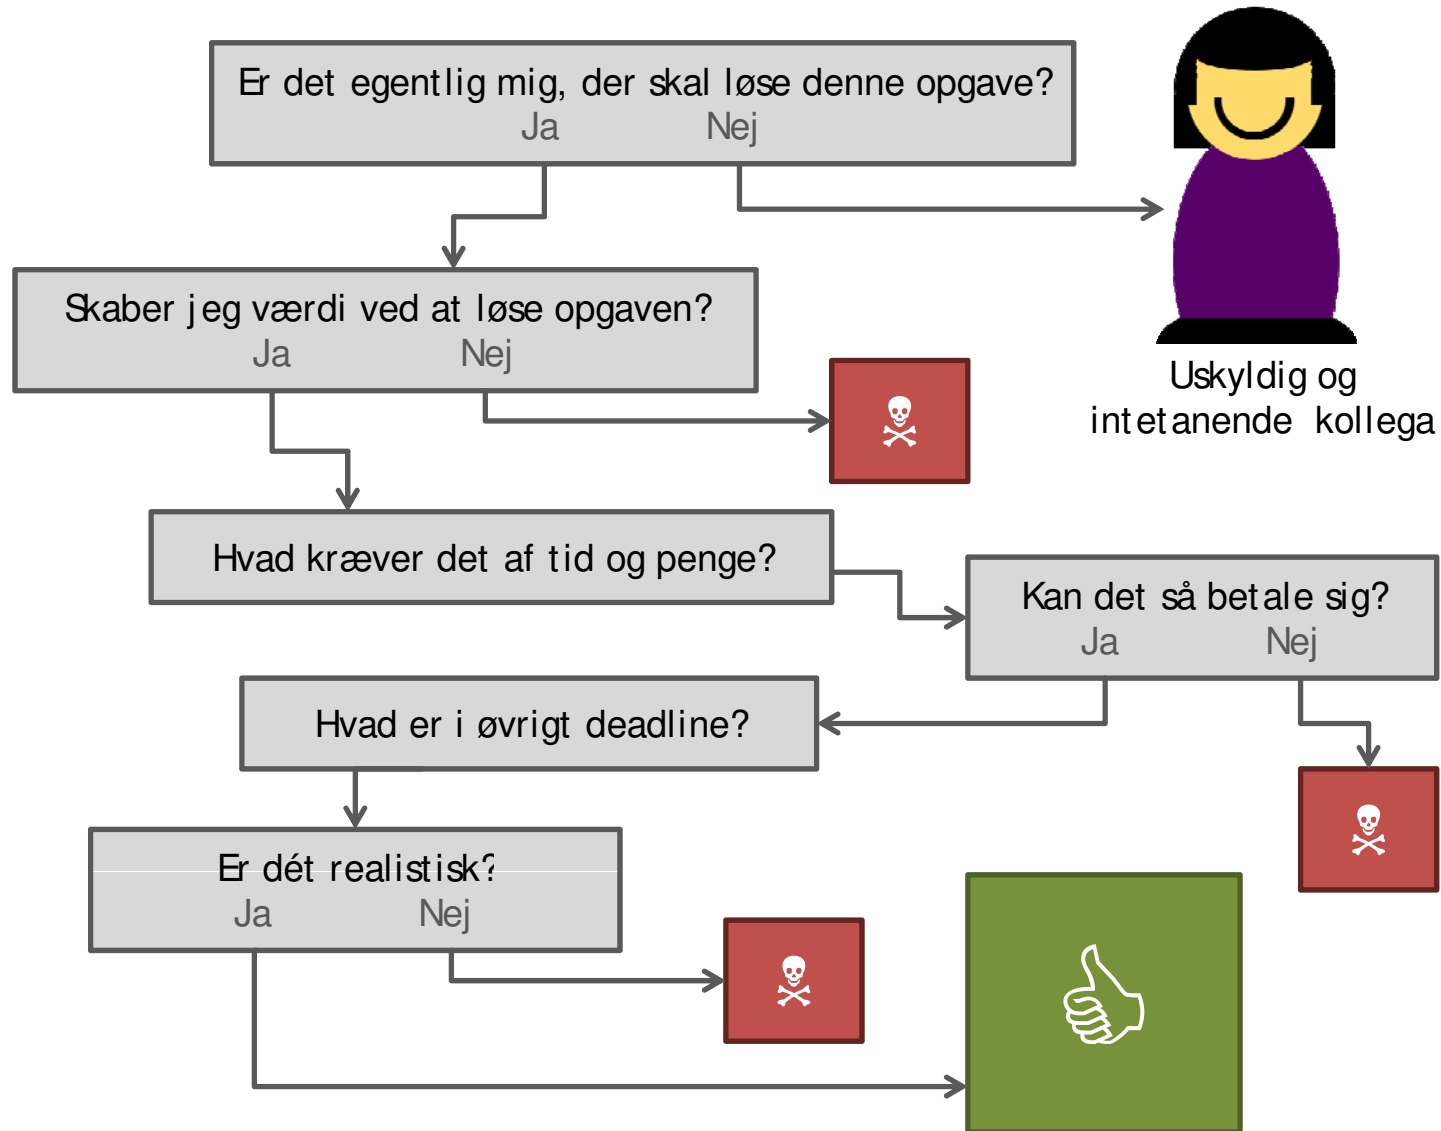 Er det egentlig mig, der skal løse denne opgave?
Ja Nej
Skaber jeg værdi ved at løse opgaven?
Ja Nej
Uskyldig og
intetanende kollega
Hvad kræver det af tid og penge?
Kan det så betale sig?
Ja Nej
Hvad er i øvrigt deadline?
Er dét realistisk?
Ja Nej